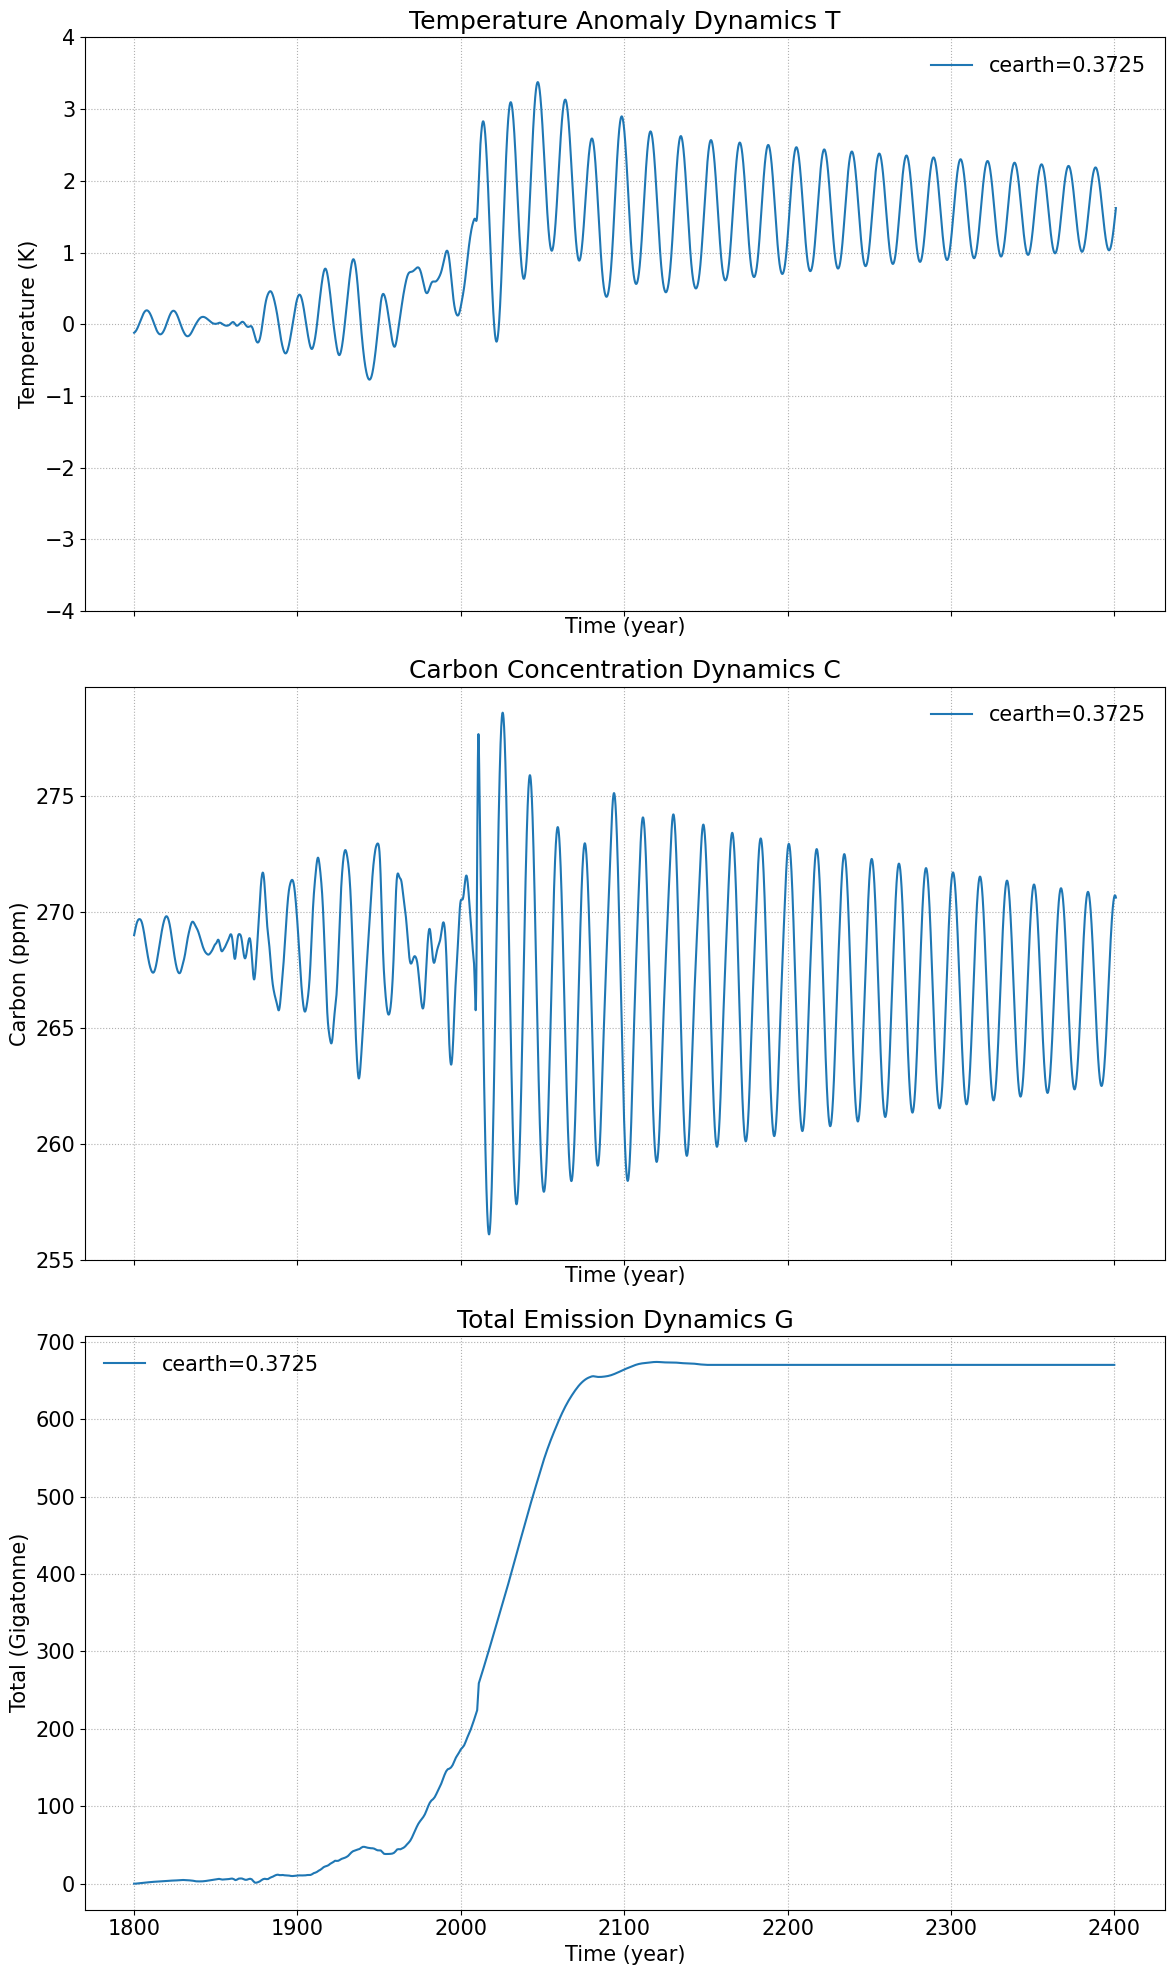 Temperature Anomaly Dynamics T
cearth=0.3725
Temperature (K)
4
3
2
1
0
−1
−2
−3
−4
Time (year)
Carbon Concentration Dynamics C
cearth=0.3725
Carbon (ppm)
275
270
265
260
255
Time (year)
Total Emission Dynamics G
cearth=0.3725
Total (Gigatonne)
700
600
500
400
300
200
100
0
1800 1900 2000 2100 2200 2300 2400
Time (year)